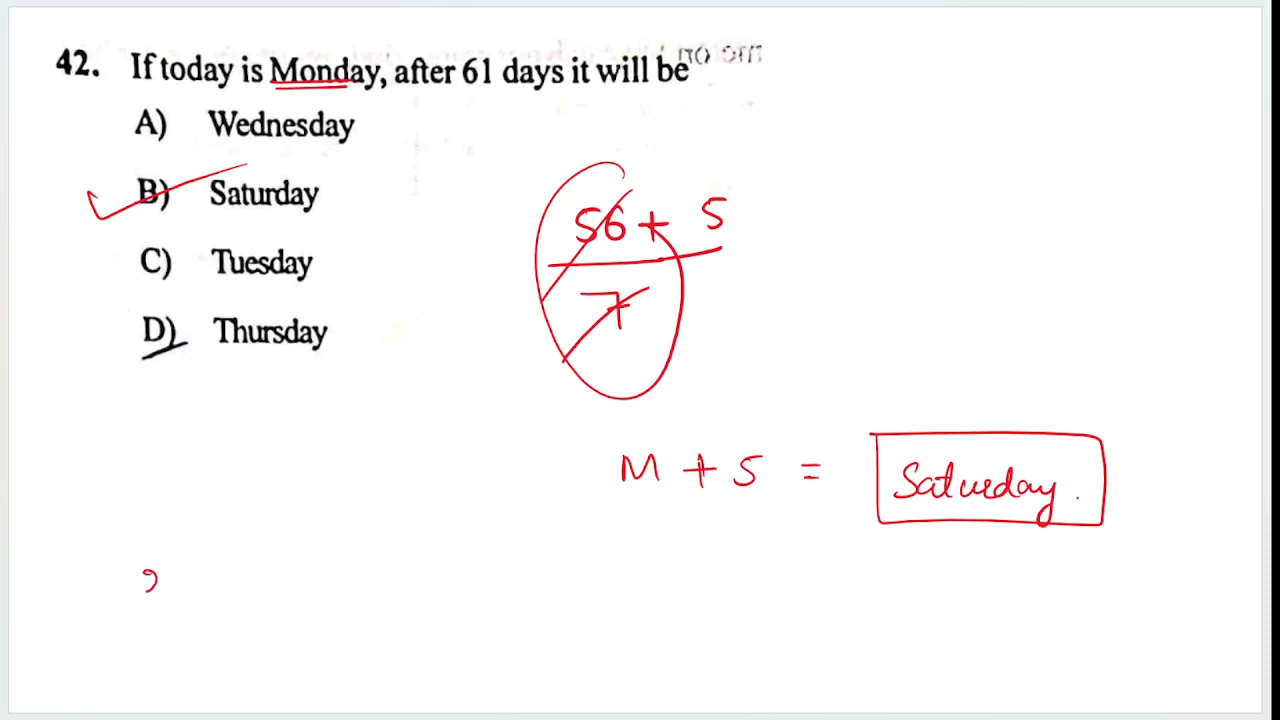 42. If today is Monday, after 61 days it will be
A) Wednesday
B) Saturday
C) Tuesday
D) Thursday
56 + 5
7
M + 5 = Saturday.